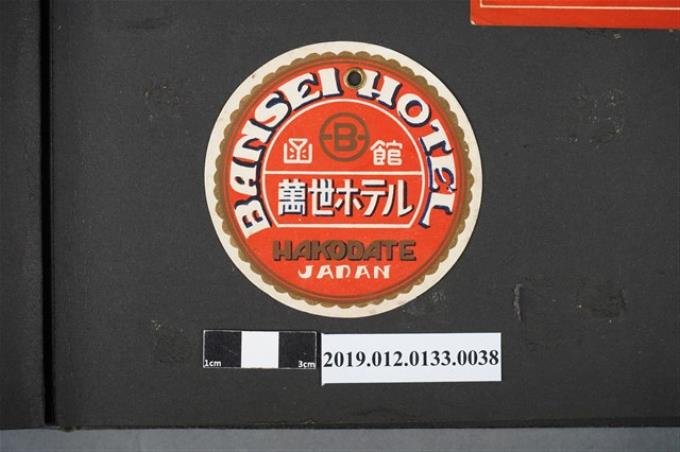 BANSEI HOTEL
B
函館
萬世ホテル
HAKODATE
JAPAN
1cm 3cm
2019.012.0133.0038